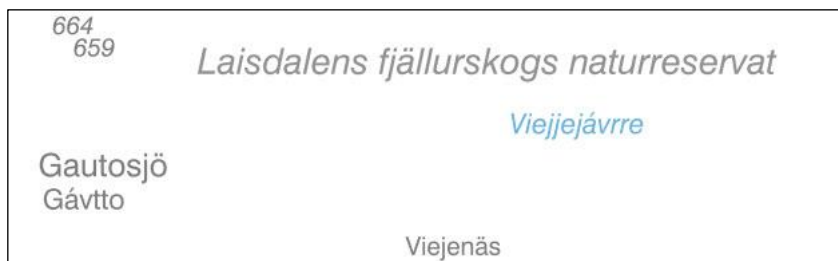 664
659
Laisdalens fjällurskogs naturreservat
Viejjejávrre
Gautosjö
Gávtto
Viejenäs